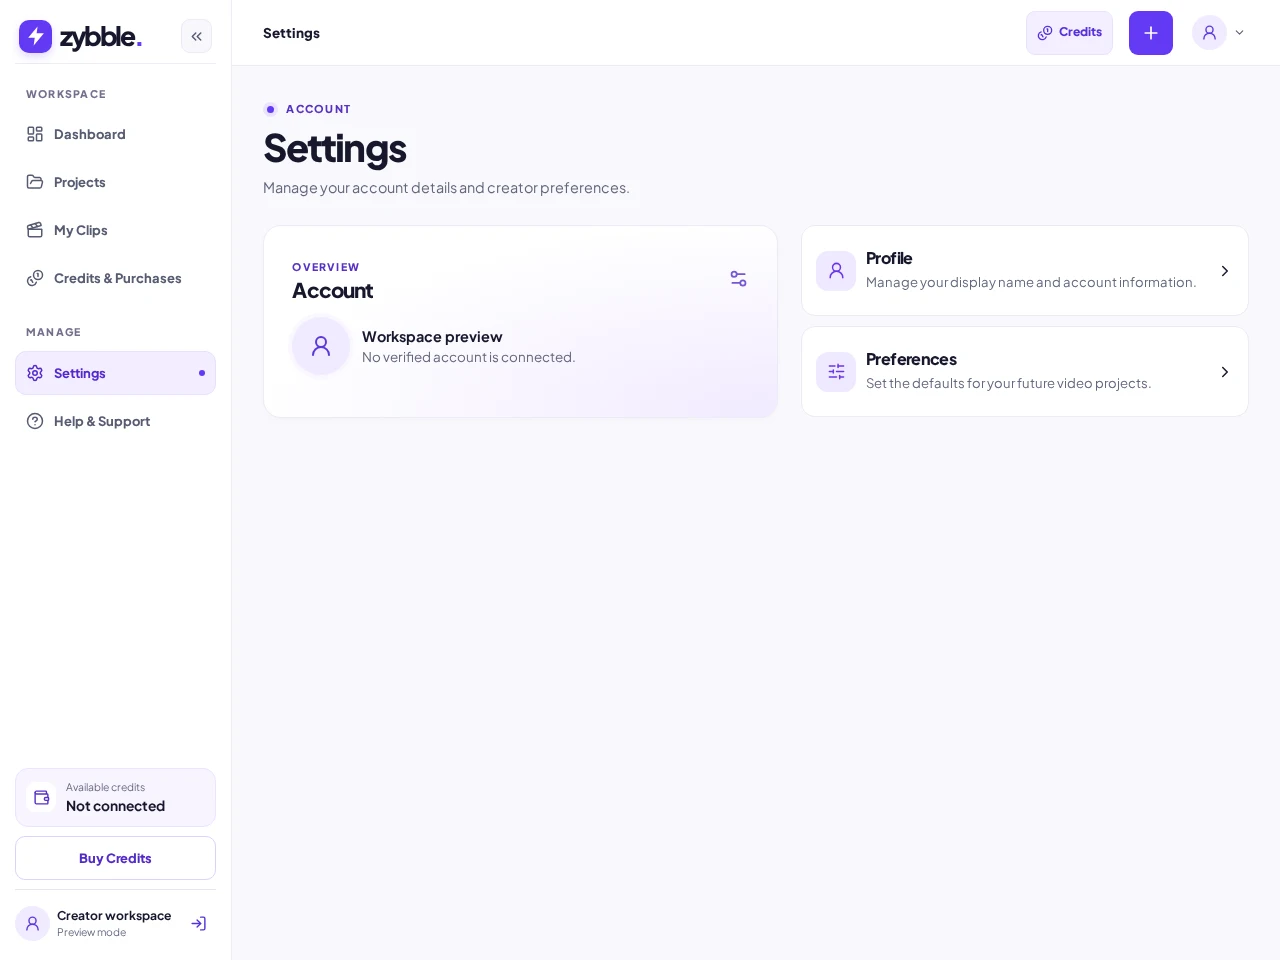 zybble.
WORKSPACE
Dashboard
Projects
My Clips
Credits & Purchases
MANAGE
Settings
Help & Support
Available credits
Not connected
Buy Credits
Creator workspace
Preview mode
Settings
Credits
ACCOUNT
Settings
Manage your account details and creator preferences.
OVERVIEW
Account
Workspace preview
No verified account is connected.
Profile
Manage your display name and account information.
Preferences
Set the defaults for your future video projects.